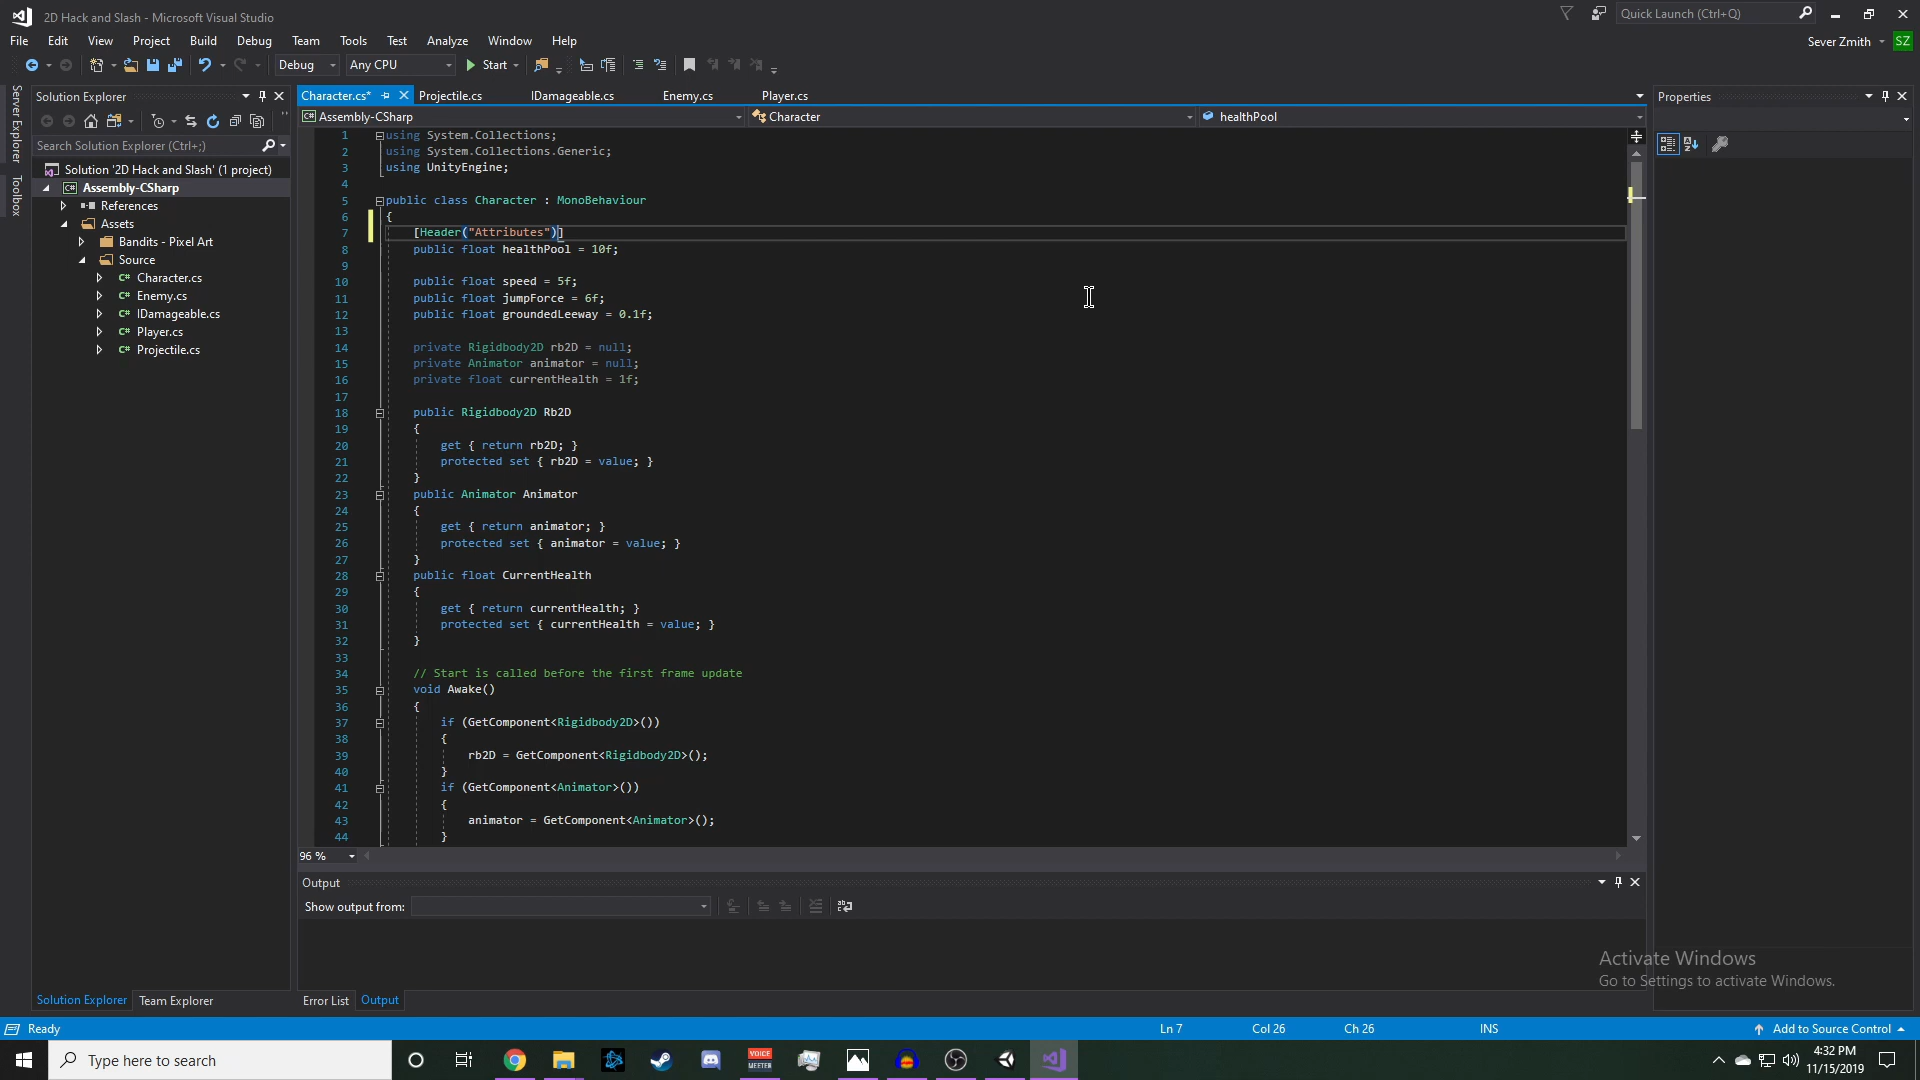 2D Hack and Slash - Microsoft Visual Studio
Quick Launch (Ctrl+Q)
File Edit View Project Build Debug Team Tools Test Analyze Window Help
Sever Zmith SZ
Debug Any CPU Start
Server Explorer
Toolbox
Solution Explorer
Search Solution Explorer (Ctrl+;)
Solution '2D Hack and Slash' (1 project)
Assembly-CSharp
References
Assets
Bandits - Pixel Art
Source
C# Character.cs
C# Enemy.cs
C# IDamageable.cs
C# Player.cs
C# Projectile.cs
Solution Explorer Team Explorer
Character.cs* Projectile.cs IDamageable.cs Enemy.cs Player.cs
Assembly-CSharp Character healthPool
1 using System.Collections;
2 using System.Collections.Generic;
3 using UnityEngine;
4
5 public class Character : MonoBehaviour
6 {
7 [Header("Attributes")]
8 public float healthPool = 10f;
9
10 public float speed = 5f;
11 public float jumpForce = 6f;
12 public float groundedLeeway = 0.1f;
13
14 private Rigidbody2D rb2D = null;
15 private Animator animator = null;
16 private float currentHealth = 1f;
17
18 public Rigidbody2D Rb2D
19 {
20 get { return rb2D; }
21 protected set { rb2D = value; }
22 }
23 public Animator Animator
24 {
25 get { return animator; }
26 protected set { animator = value; }
27 }
28 public float CurrentHealth
29 {
30 get { return currentHealth; }
31 protected set { currentHealth = value; }
32 }
33
34 // Start is called before the first frame update
35 void Awake()
36 {
37 if (GetComponent<Rigidbody2D>())
38 {
39 rb2D = GetComponent<Rigidbody2D>();
40 }
41 if (GetComponent<Animator>())
42 {
43 animator = GetComponent<Animator>();
44 }
96 %
Output
Show output from:
Error List Output
Properties
Activate Windows
Go to Settings to activate Windows.
Ready Ln 7 Col 26 Ch 26 INS Add to Source Control
Type here to search
VOICE
MEETER
4:32 PM
11/15/2019